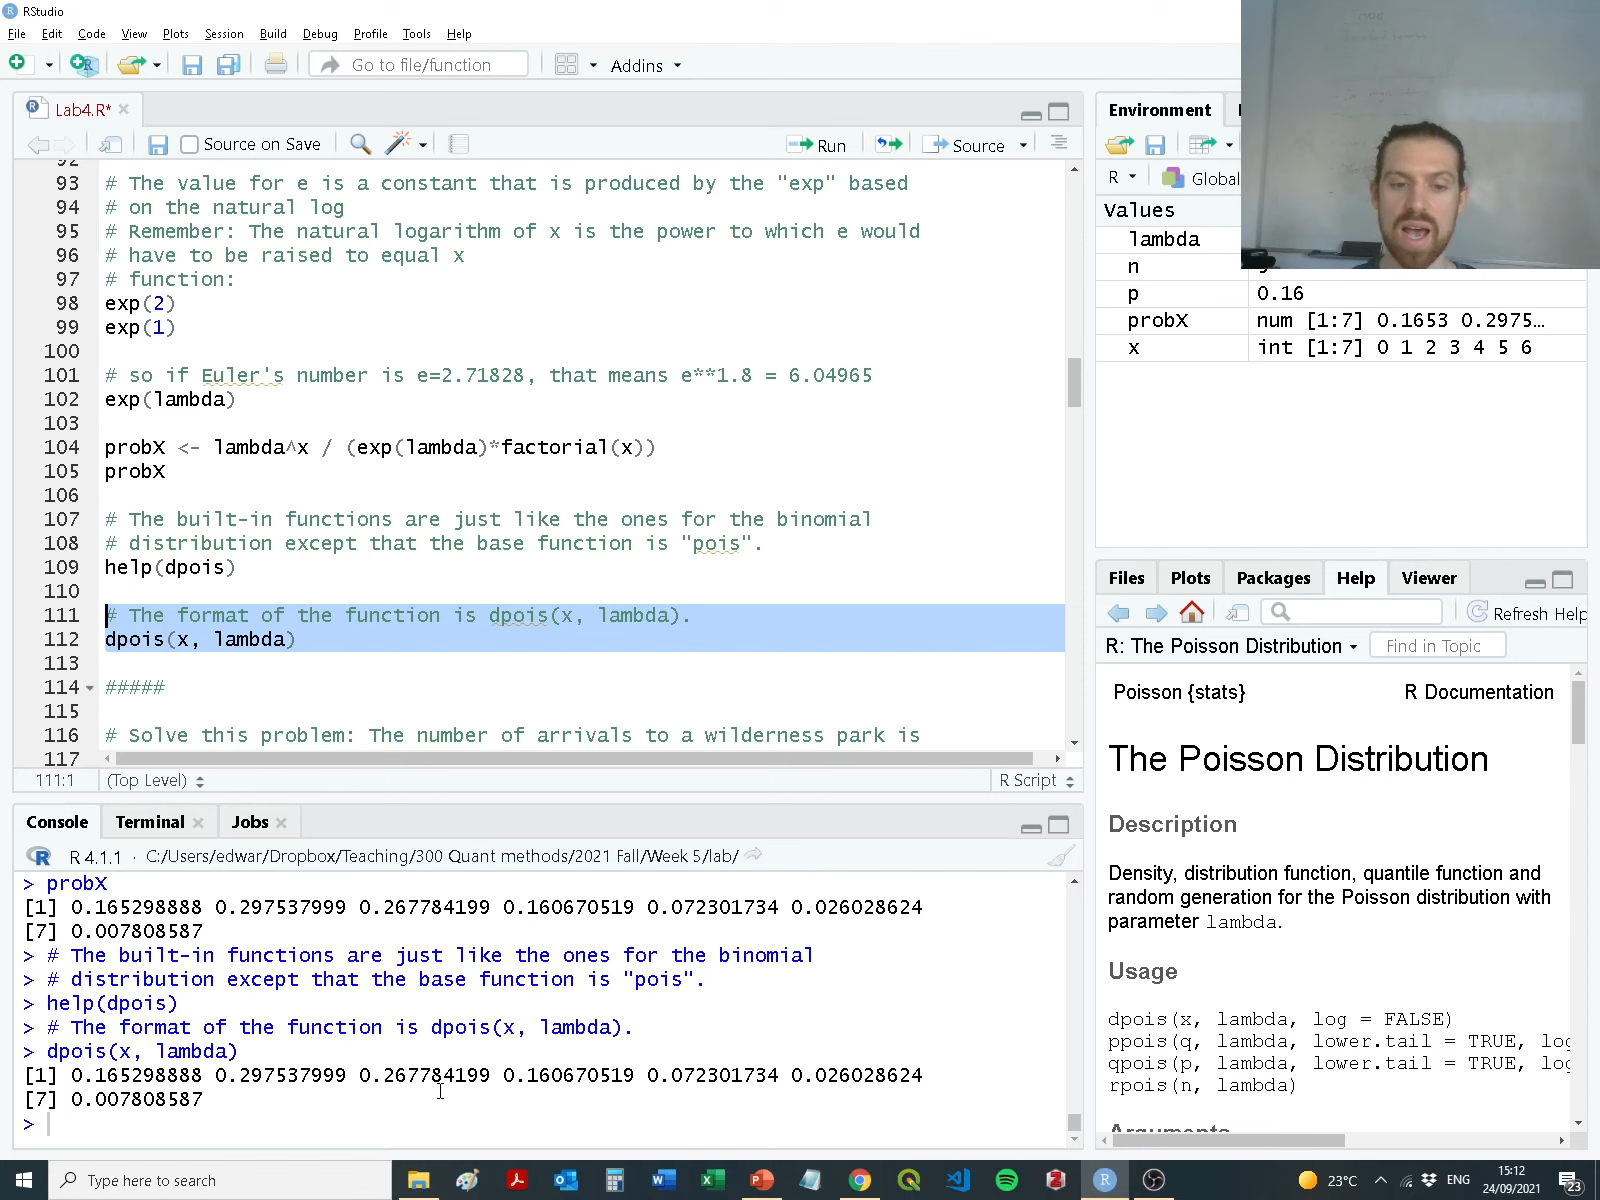 RStudio
File Edit Code View Plots Session Build Debug Profile Tools Help
Go to file/function Addins
Lab4.R*
Source on Save Run Source
92
93 # The value for e is a constant that is produced by the "exp" based
94 # on the natural log
95 # Remember: The natural logarithm of x is the power to which e would
96 # have to be raised to equal x
97 # function:
98 exp(2)
99 exp(1)
100
101 # so if Euler's number is e=2.71828, that means e**1.8 = 6.04965
102 exp(lambda)
103
104 probX <- lambda^x / (exp(lambda)*factorial(x))
105 probX
106
107 # The built-in functions are just like the ones for the binomial
108 # distribution except that the base function is "pois".
109 help(dpois)
110
111 # The format of the function is dpois(x, lambda).
112 dpois(x, lambda)
113
114 #####
115
116 # Solve this problem: The number of arrivals to a wilderness park is
117
111:1 (Top Level) R Script
Console Terminal Jobs
R 4.1.1 · C:/Users/edwar/Dropbox/Teaching/300 Quant methods/2021 Fall/Week 5/lab/
> probX
[1] 0.165298888 0.297537999 0.267784199 0.160670519 0.072301734 0.026028624
[7] 0.007808587
> # The built-in functions are just like the ones for the binomial
> # distribution except that the base function is "pois".
> help(dpois)
> # The format of the function is dpois(x, lambda).
> dpois(x, lambda)
[1] 0.165298888 0.297537999 0.267784199 0.160670519 0.072301734 0.026028624
[7] 0.007808587
>
Environment
R Global
Values
lambda
n
p 0.16
probX num [1:7] 0.1653 0.2975…
x int [1:7] 0 1 2 3 4 5 6
Files Plots Packages Help Viewer
Refresh Help
R: The Poisson Distribution Find in Topic
Poisson {stats} R Documentation
The Poisson Distribution
Description
Density, distribution function, quantile function and
random generation for the Poisson distribution with
parameter lambda.
Usage
dpois(x, lambda, log = FALSE)
ppois(q, lambda, lower.tail = TRUE, log
qpois(p, lambda, lower.tail = TRUE, log
rpois(n, lambda)
Arguments
Type here to search
23°C ENG 15:12
24/09/2021 23